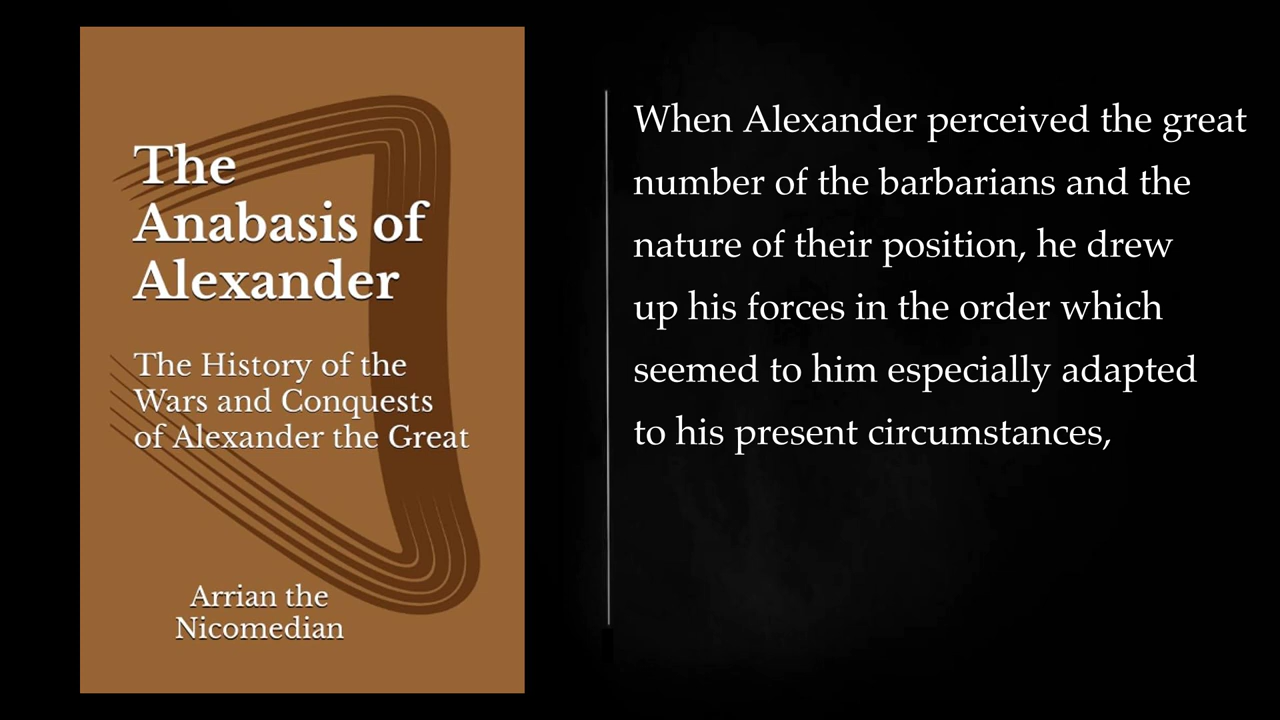 The
Anabasis of
Alexander
The History of the
Wars and Conquests
of Alexander the Great
Arrian the
Nicomedian
When Alexander perceived the great
number of the barbarians and the
nature of their position, he drew
up his forces in the order which
seemed to him especially adapted
to his present circumstances,